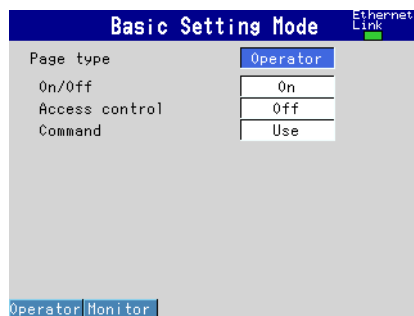 Basic Setting Mode
Ethernet
Link
Page type Operator
On/Off On
Access control Off
Command Use
Operator Monitor